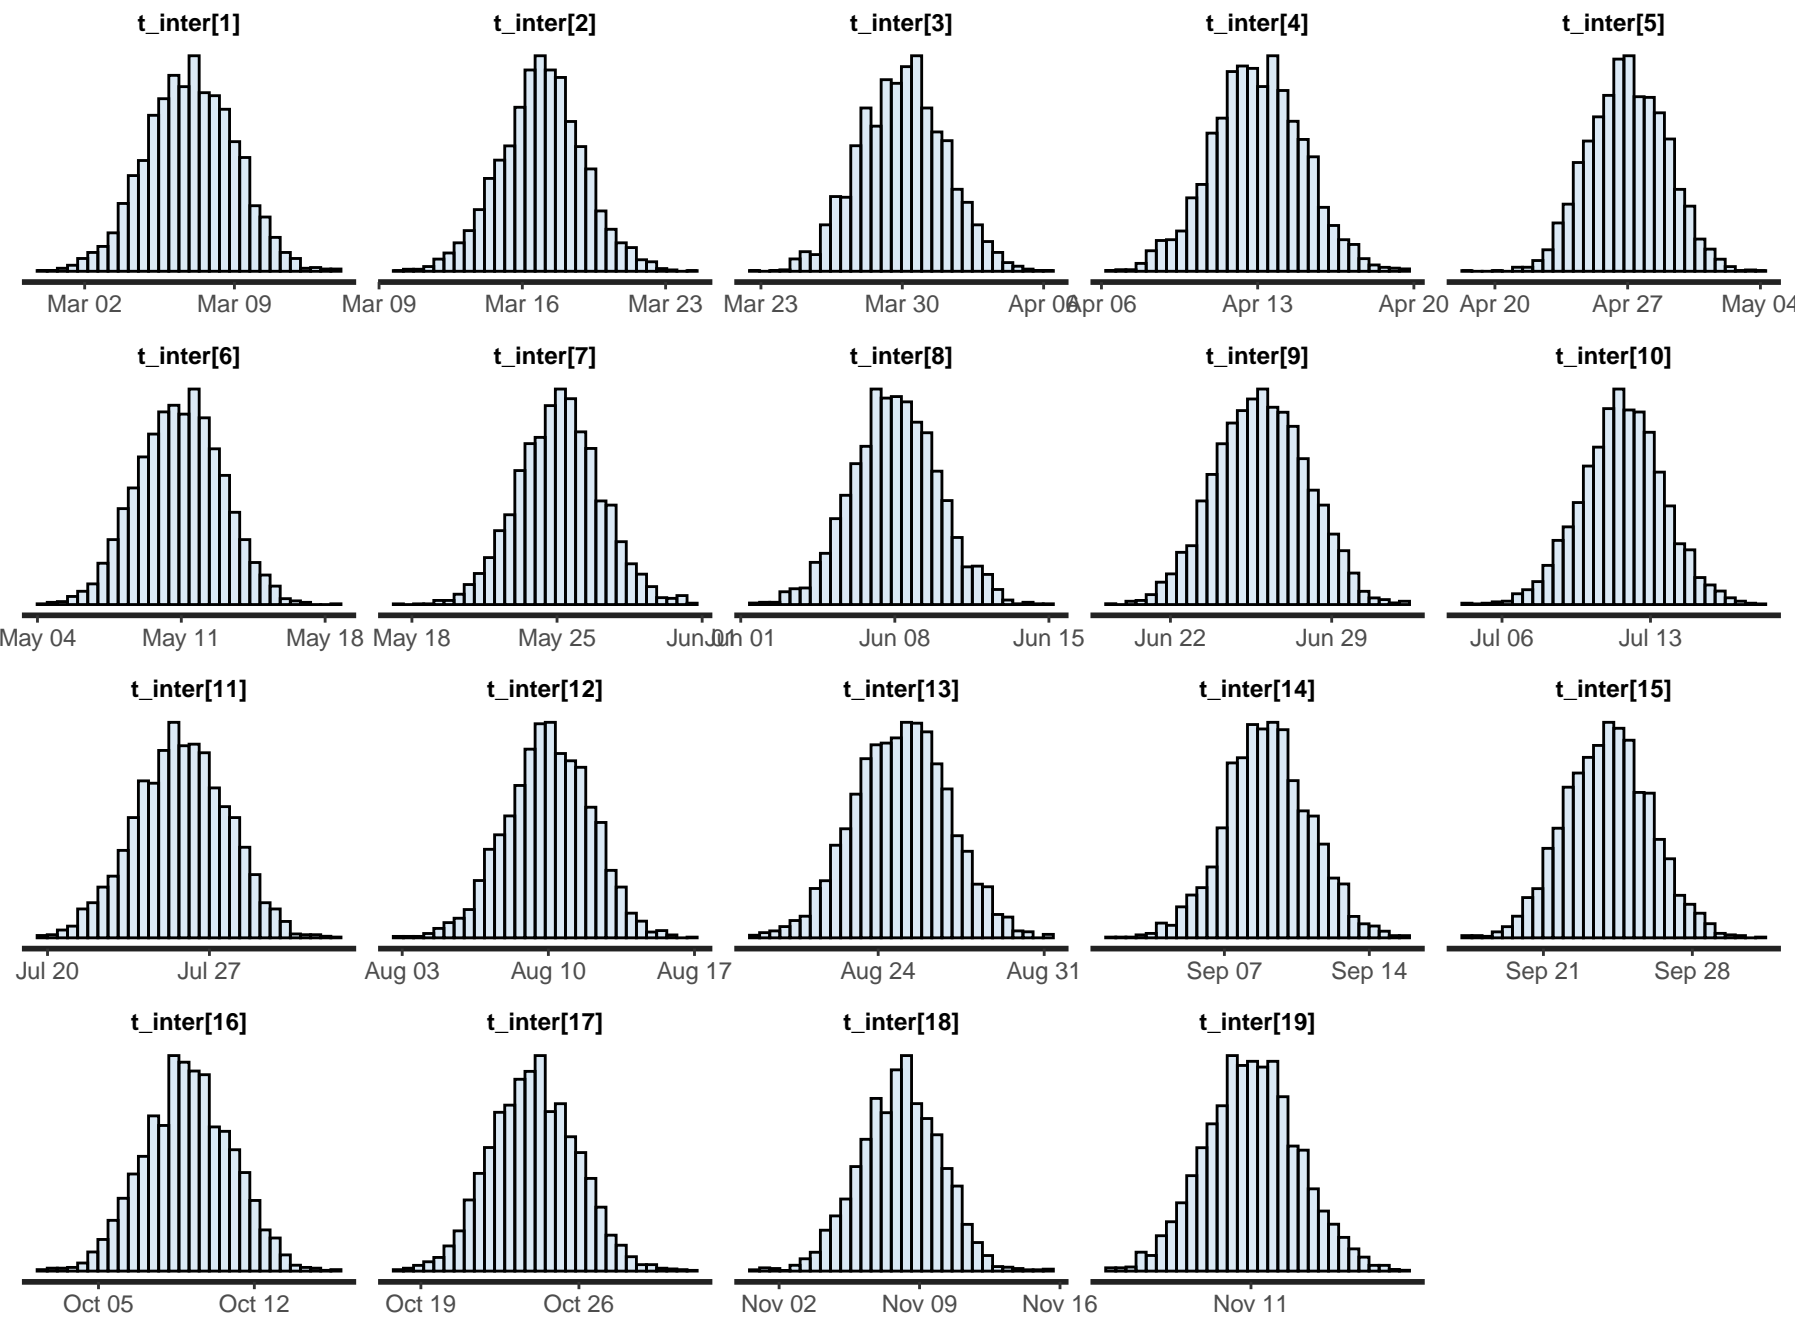 t_inter[1] t_inter[2] t_inter[3] t_inter[4] t_inter[5]
Mar 02 Mar 09 Mar 09 Mar 16 Mar 23 Mar 23 Mar 30 Apr 06 Apr 06 Apr 13 Apr 20 Apr 20 Apr 27 May 04
t_inter[6] t_inter[7] t_inter[8] t_inter[9] t_inter[10]
May 04 May 11 May 18 May 18 May 25 Jun 01 Jun 01 Jun 08 Jun 15 Jun 22 Jun 29 Jul 06 Jul 13
t_inter[11] t_inter[12] t_inter[13] t_inter[14] t_inter[15]
Jul 20 Jul 27 Aug 03 Aug 10 Aug 17 Aug 24 Aug 31 Sep 07 Sep 14 Sep 21 Sep 28
t_inter[16] t_inter[17] t_inter[18] t_inter[19]
Oct 05 Oct 12 Oct 19 Oct 26 Nov 02 Nov 09 Nov 16 Nov 11